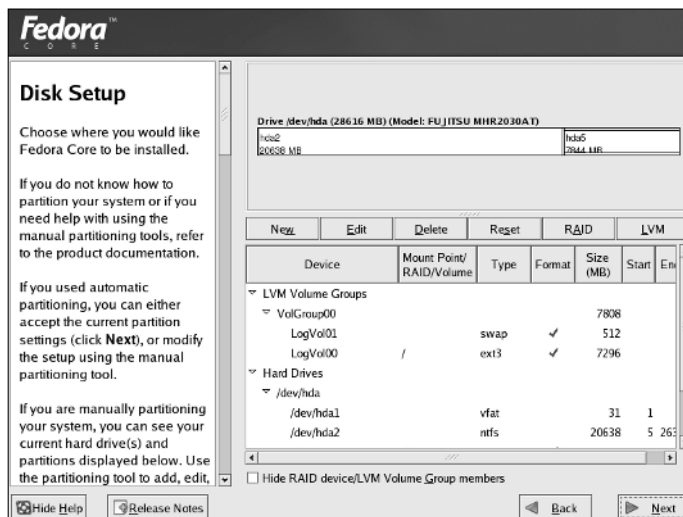 Fedora™
CORE
Disk Setup
Choose where you would like
Fedora Core to be installed.
If you do not know how to
partition your system or if you
need help with using the
manual partitioning tools, refer
to the product documentation.
If you used automatic
partitioning, you can either
accept the current partition
settings (click Next), or modify
the setup using the manual
partitioning tool.
If you are manually partitioning
your system, you can see your
current hard drive(s) and
partitions displayed below. Use
the partitioning tool to add, edit,
Drive /dev/hda (28616 MB) (Model: FUJITSU MHR2030AT)
hda2 hda5
20638 MB 7844 MB
New Edit Delete Reset RAID LVM
Device Mount Point/ RAID/Volume Type Format Size (MB) Start En
LVM Volume Groups
VolGroup00 7808
LogVol01 swap ✓ 512
LogVol00 / ext3 ✓ 7296
Hard Drives
/dev/hda
/dev/hda1 vfat 31 1
/dev/hda2 ntfs 20638 5 263
Hide RAID device/LVM Volume Group members
Hide Help Release Notes Back Next